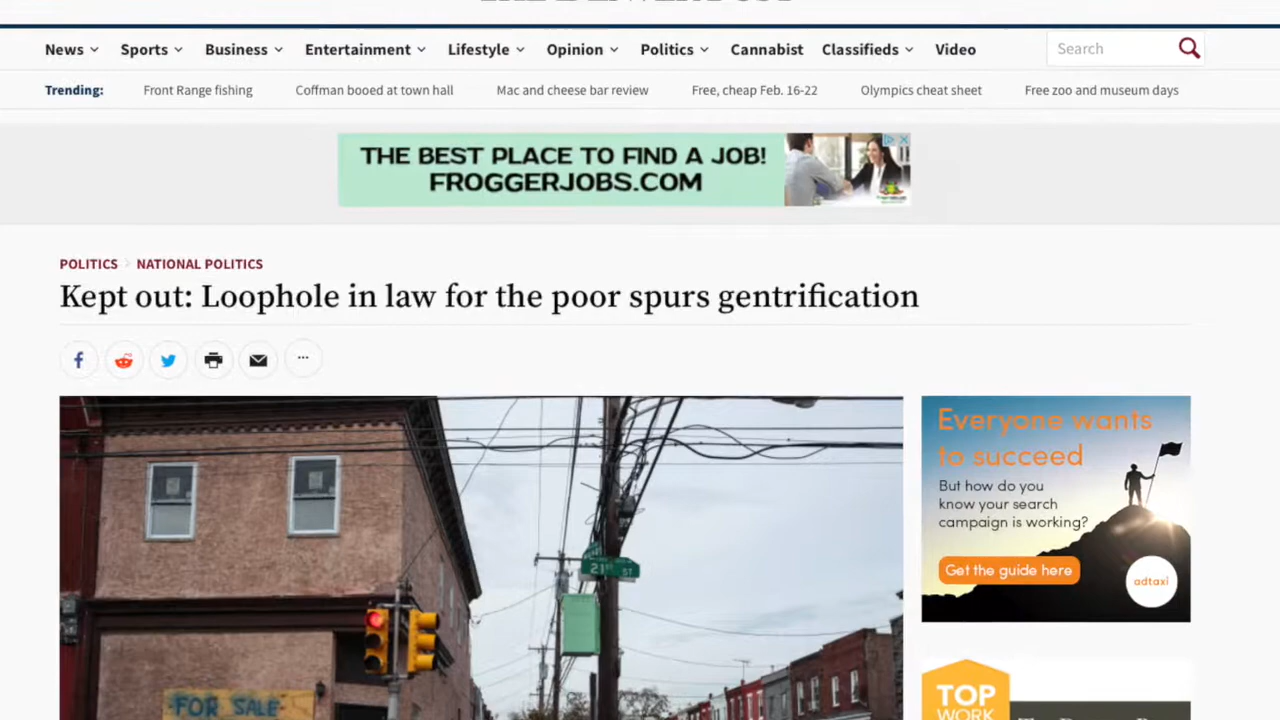 THE DENVER POST
News Sports Business Entertainment Lifestyle Opinion Politics Cannabist Classifieds Video Search
Trending: Front Range fishing Coffman booed at town hall Mac and cheese bar review Free, cheap Feb. 16-22 Olympics cheat sheet Free zoo and museum days
THE BEST PLACE TO FIND A JOB!
FROGGERJOBS.COM
POLITICS NATIONAL POLITICS
Kept out: Loophole in law for the poor spurs gentrification
Everyone wants
to succeed
But how do you
know your search
campaign is working?
Get the guide here
adtaxi
21ST ST
FOR SALE
TOP
WORK